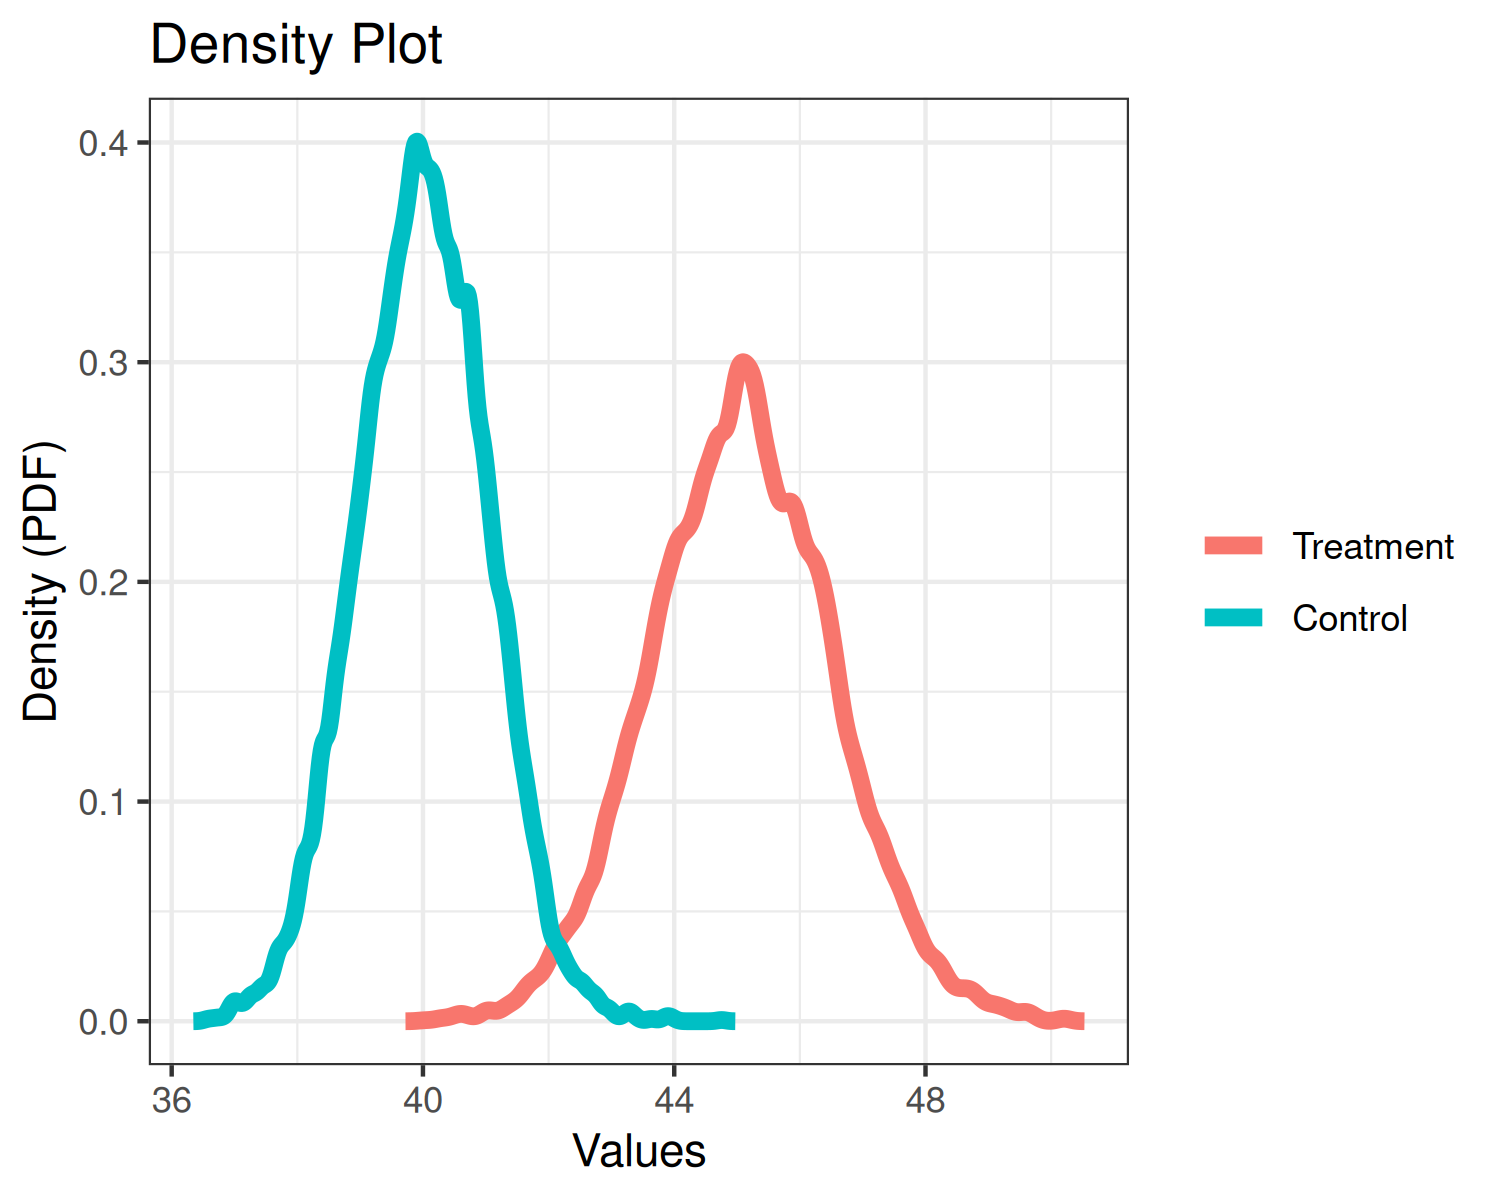 Density Plot
Density (PDF)
0.4
0.3
0.2
0.1
0.0
36 40 44 48
Values
Treatment
Control